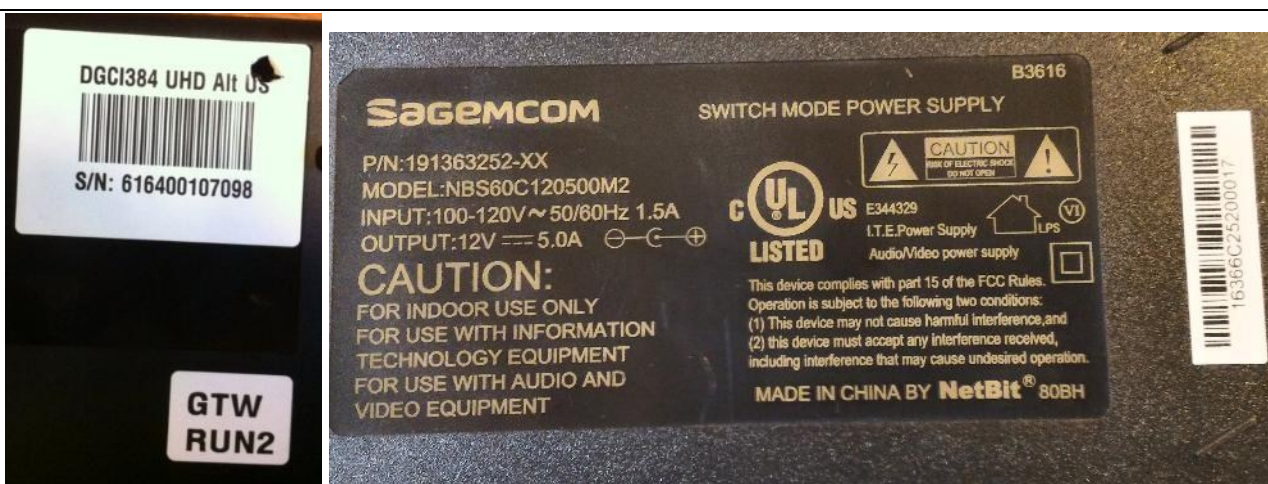 DGCI384 UHD Alt US
S/N: 616400107098
GTW
RUN2
B3616
Sagemcom
SWITCH MODE POWER SUPPLY
P/N:191363252-XX
MODEL:NBS60C120500M2
INPUT:100-120V~50/60Hz 1.5A
OUTPUT:12V 5.0A
CAUTION:
FOR INDOOR USE ONLY
FOR USE WITH INFORMATION
TECHNOLOGY EQUIPMENT
FOR USE WITH AUDIO AND
VIDEO EQUIPMENT
CAUTION
RISK OF ELECTRIC SHOCK
DO NOT OPEN
C UL US
LISTED
E344329
I.T.E.Power Supply
LPS
VI
Audio/Video power supply
This device complies with part 15 of the FCC Rules.
Operation is subject to the following two conditions:
(1) This device may not cause harmful interference,and
(2) this device must accept any interference received,
including interference that may cause undesired operation.
MADE IN CHINA BY NetBit® 80BH
16366C25200017